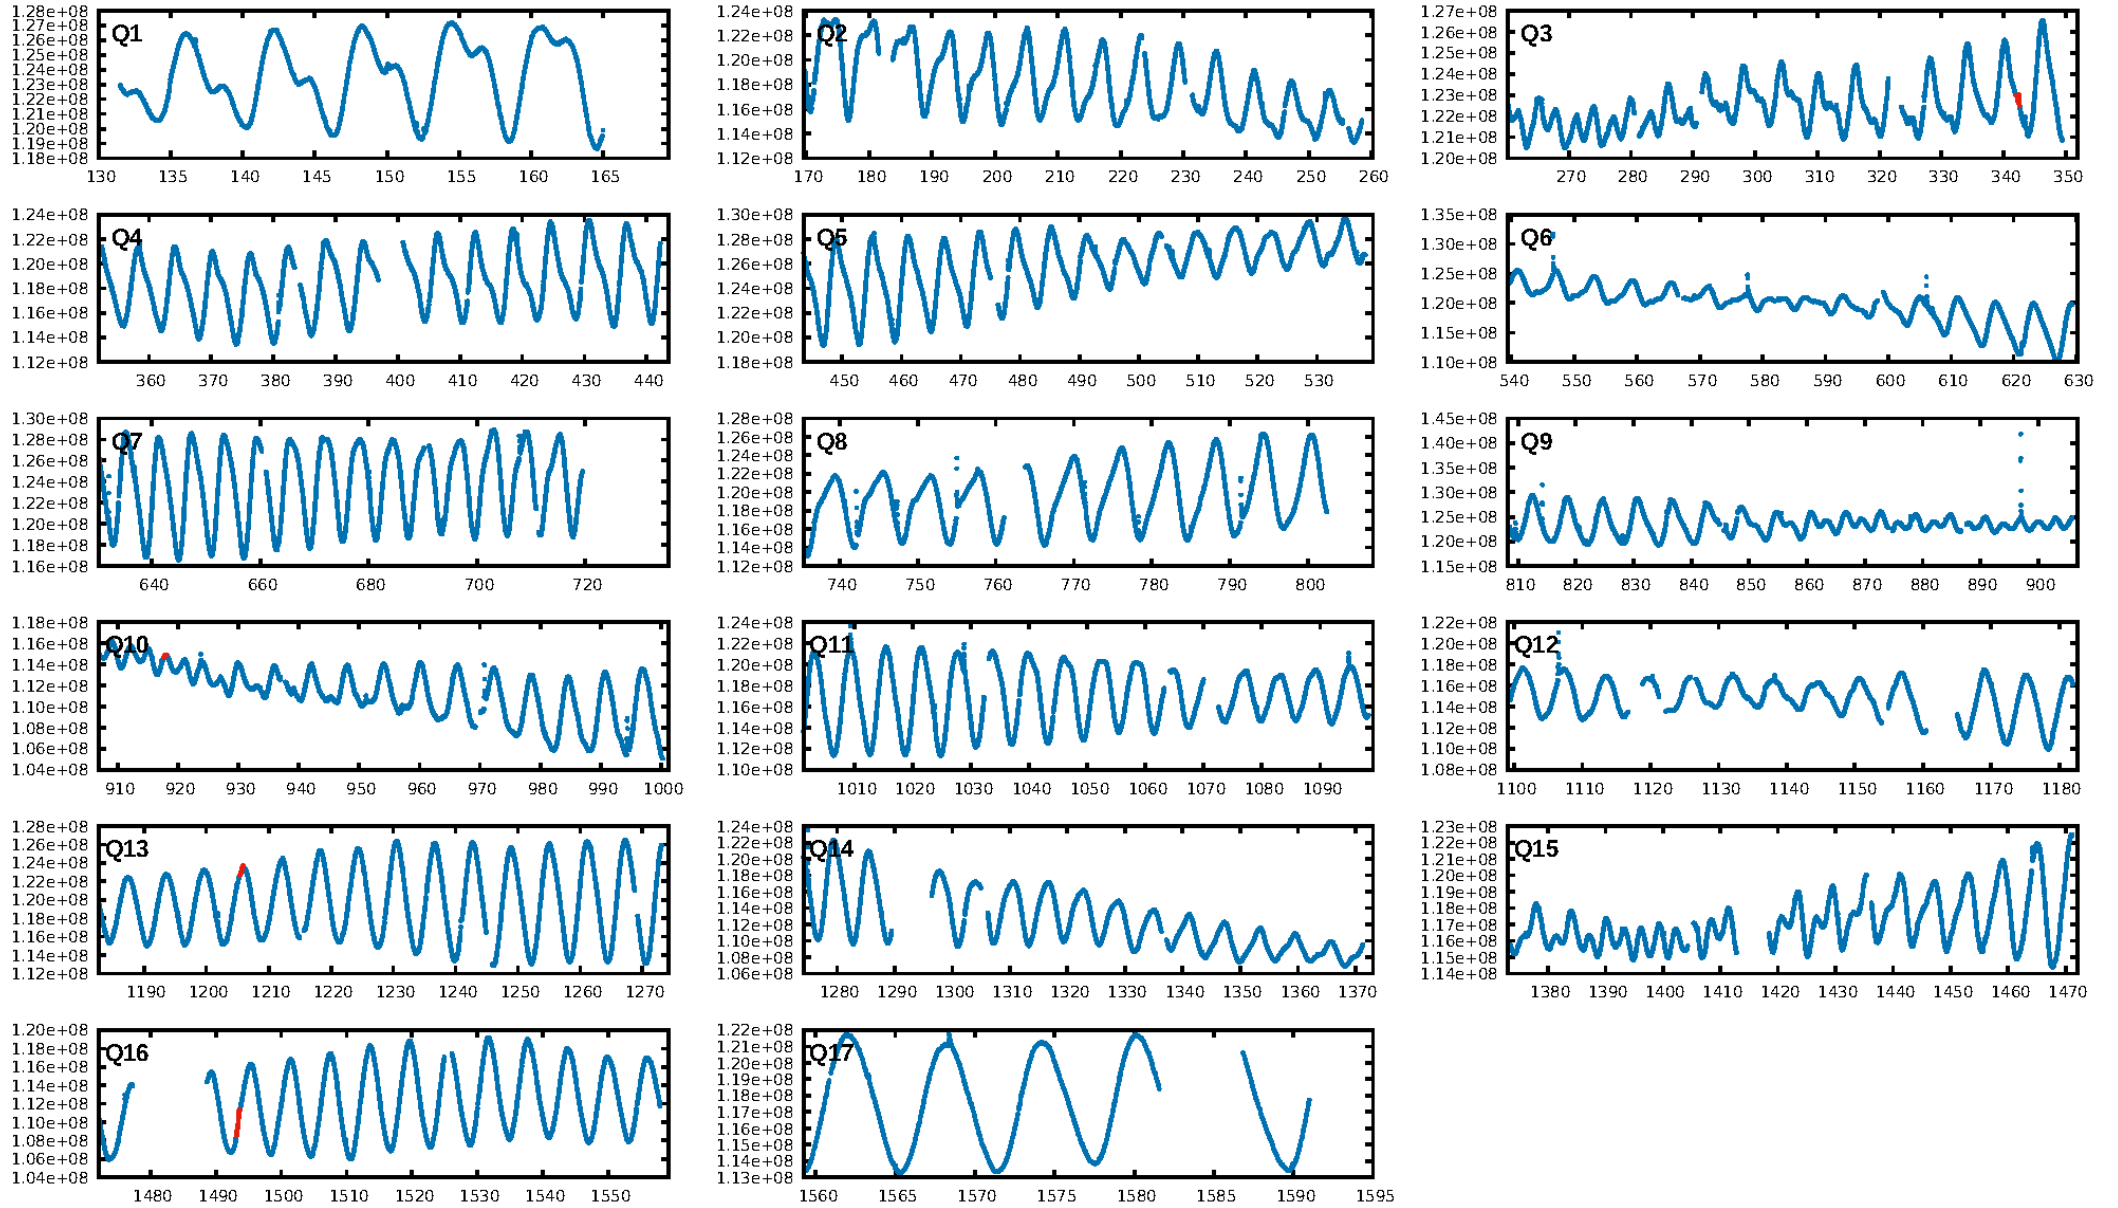 Q1
1.28e+08
1.27e+08
1.26e+08
1.25e+08
1.24e+08
1.23e+08
1.22e+08
1.21e+08
1.20e+08
1.19e+08
1.18e+08
130 135 140 145 150 155 160 165
Q2
1.24e+08
1.22e+08
1.20e+08
1.18e+08
1.16e+08
1.14e+08
1.12e+08
170 180 190 200 210 220 230 240 250 260
Q3
1.27e+08
1.26e+08
1.25e+08
1.24e+08
1.23e+08
1.22e+08
1.21e+08
1.20e+08
270 280 290 300 310 320 330 340 350
Q4
1.24e+08
1.22e+08
1.20e+08
1.18e+08
1.16e+08
1.14e+08
1.12e+08
360 370 380 390 400 410 420 430 440
Q5
1.30e+08
1.28e+08
1.26e+08
1.24e+08
1.22e+08
1.20e+08
1.18e+08
450 460 470 480 490 500 510 520 530
Q6
1.35e+08
1.30e+08
1.25e+08
1.20e+08
1.15e+08
1.10e+08
540 550 560 570 580 590 600 610 620 630
Q7
1.30e+08
1.28e+08
1.26e+08
1.24e+08
1.22e+08
1.20e+08
1.18e+08
1.16e+08
640 660 680 700 720
Q8
1.28e+08
1.26e+08
1.24e+08
1.22e+08
1.20e+08
1.18e+08
1.16e+08
1.14e+08
1.12e+08
740 750 760 770 780 790 800
Q9
1.45e+08
1.40e+08
1.35e+08
1.30e+08
1.25e+08
1.20e+08
1.15e+08
810 820 830 840 850 860 870 880 890 900
Q10
1.18e+08
1.16e+08
1.14e+08
1.12e+08
1.10e+08
1.08e+08
1.06e+08
1.04e+08
910 920 930 940 950 960 970 980 990 1000
Q11
1.24e+08
1.22e+08
1.20e+08
1.18e+08
1.16e+08
1.14e+08
1.12e+08
1.10e+08
1010 1020 1030 1040 1050 1060 1070 1080 1090
Q12
1.22e+08
1.20e+08
1.18e+08
1.16e+08
1.14e+08
1.12e+08
1.10e+08
1.08e+08
1100 1110 1120 1130 1140 1150 1160 1170 1180
Q13
1.28e+08
1.26e+08
1.24e+08
1.22e+08
1.20e+08
1.18e+08
1.16e+08
1.14e+08
1.12e+08
1190 1200 1210 1220 1230 1240 1250 1260 1270
Q14
1.24e+08
1.22e+08
1.20e+08
1.18e+08
1.16e+08
1.14e+08
1.12e+08
1.10e+08
1.08e+08
1.06e+08
1280 1290 1300 1310 1320 1330 1340 1350 1360 1370
Q15
1.23e+08
1.22e+08
1.21e+08
1.20e+08
1.19e+08
1.18e+08
1.17e+08
1.16e+08
1.15e+08
1.14e+08
1380 1390 1400 1410 1420 1430 1440 1450 1460 1470
Q16
1.20e+08
1.18e+08
1.16e+08
1.14e+08
1.12e+08
1.10e+08
1.08e+08
1.06e+08
1.04e+08
1480 1490 1500 1510 1520 1530 1540 1550
Q17
1.22e+08
1.21e+08
1.20e+08
1.19e+08
1.18e+08
1.17e+08
1.16e+08
1.15e+08
1.14e+08
1.13e+08
1560 1565 1570 1575 1580 1585 1590 1595